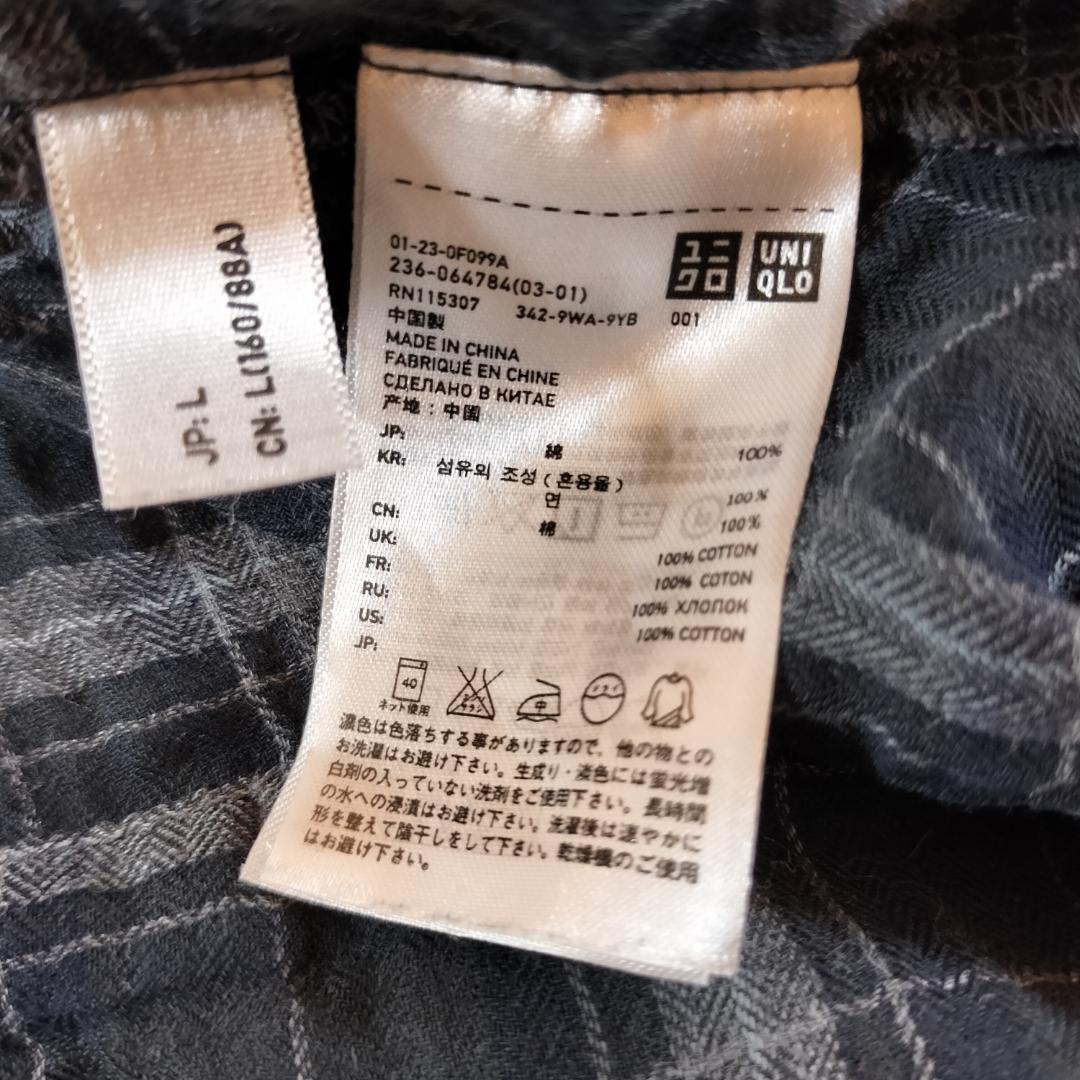 JP: L
CN: L(160/88A)
01-23-0F099A
236-064784(03-01)
RN115307 342-9WA-9YB 001
ユニクロ
UNIQLO
中国製
MADE IN CHINA
FABRIQUÉ EN CHINE
СДЕЛАНО В КИТАЕ
产地：中国
JP: 綿 100%
KR: 섬유의 조성 ( 혼용율 )
면 100%
CN: 棉 100%
UK: 100% COTTON
FR: 100% COTON
RU: 100% ХЛОПОК
US: 100% COTTON
JP:
40 中
ネット使用
濃色は色落ちする事がありますので、他の物との
お洗濯はお避け下さい。生成り・淡色には蛍光増
白剤の入っていない洗剤をご使用下さい。長時間
の水への浸漬はお避け下さい。洗濯後は速やかに
形を整えて陰干しをして下さい。乾燥機のご使用
はお避け下さい。